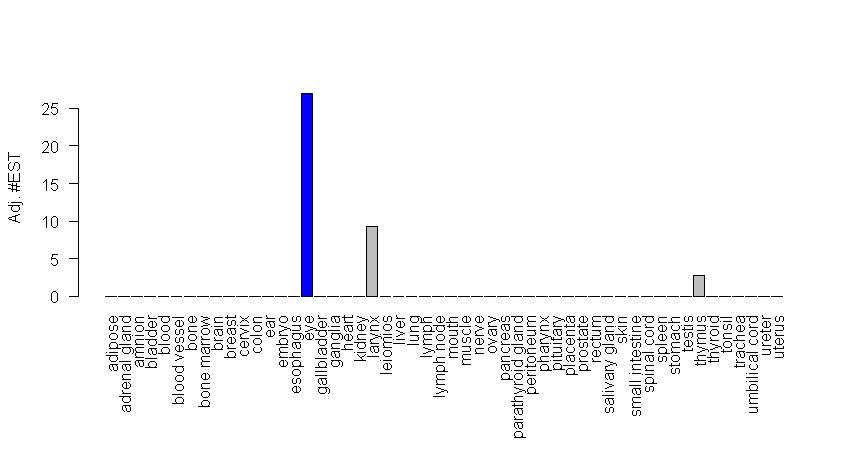 Adj. #EST
25
20
15
10
5
0
adipose
adrenal gland
amnion
bladder
blood
blood vessel
bone
bone marrow
brain
breast
cervix
colon
ear
embryo
esophagus
eye
gallbladder
ganglia
heart
kidney
larynx
leiomios
liver
lung
lymph
lymph node
mouth
muscle
nerve
ovary
pancreas
parathyroid gland
peritoneum
pharynx
pituitary
placenta
prostate
rectum
salivary gland
skin
small intestine
spinal cord
spleen
stomach
testis
thymus
thyroid
tonsil
trachea
umbilical cord
ureter
uterus